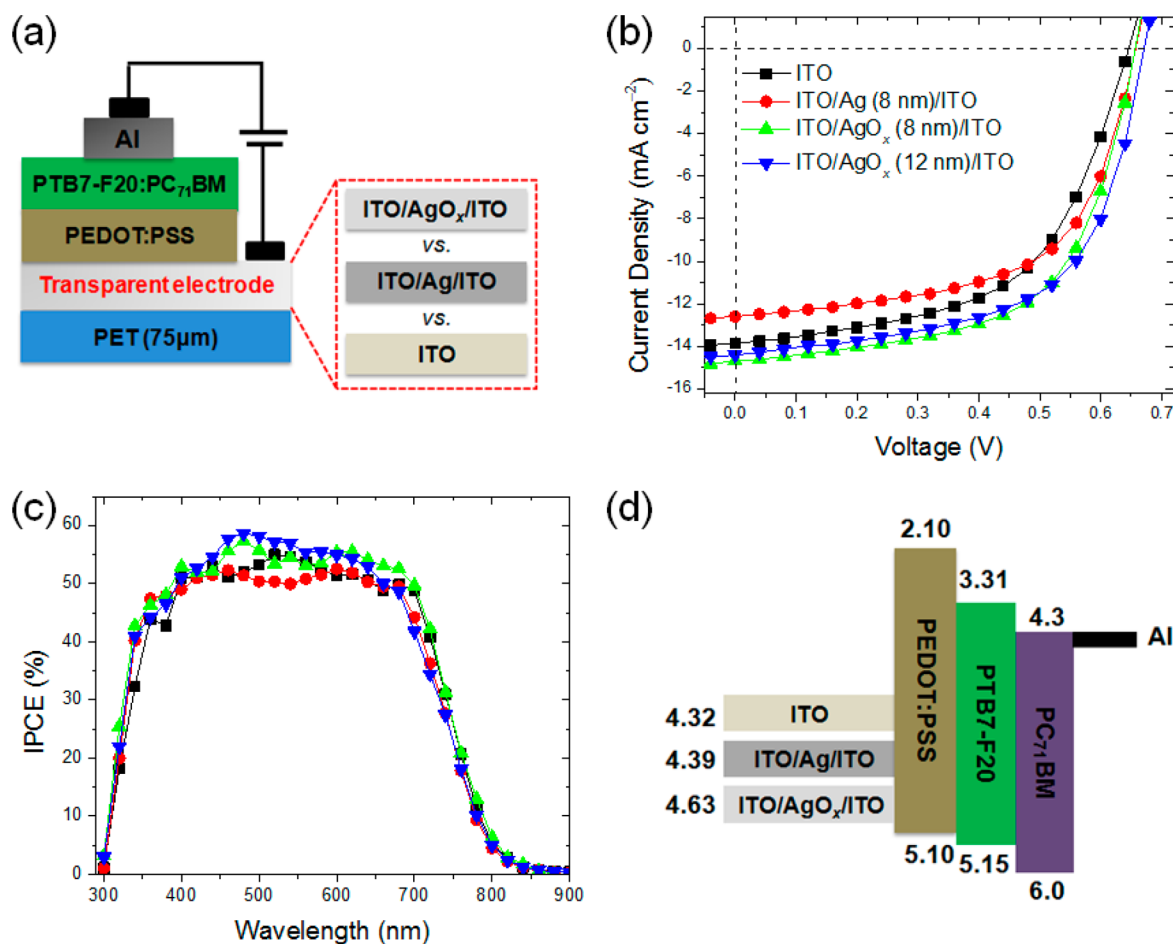 (a)
Al
PTB7-F20:PC₇₁BM
PEDOT:PSS
Transparent electrode
PET (75μm)
ITO/AgOₓ/ITO
vs.
ITO/Ag/ITO
vs.
ITO
(b)
ITO
ITO/Ag (8 nm)/ITO
ITO/AgOₓ (8 nm)/ITO
ITO/AgOₓ (12 nm)/ITO
0
-2
-4
-6
-8
-10
-12
-14
-16
Current Density (mA cm⁻²)
0.0 0.1 0.2 0.3 0.4 0.5 0.6 0.7
Voltage (V)
(c)
60
50
40
30
20
10
0
IPCE (%)
300 400 500 600 700 800 900
Wavelength (nm)
(d)
2.10
3.31
4.3
Al
PEDOT:PSS
PTB7-F20
PC₇₁BM
4.32 ITO
4.39 ITO/Ag/ITO
4.63 ITO/AgOₓ/ITO
5.10
5.15
6.0